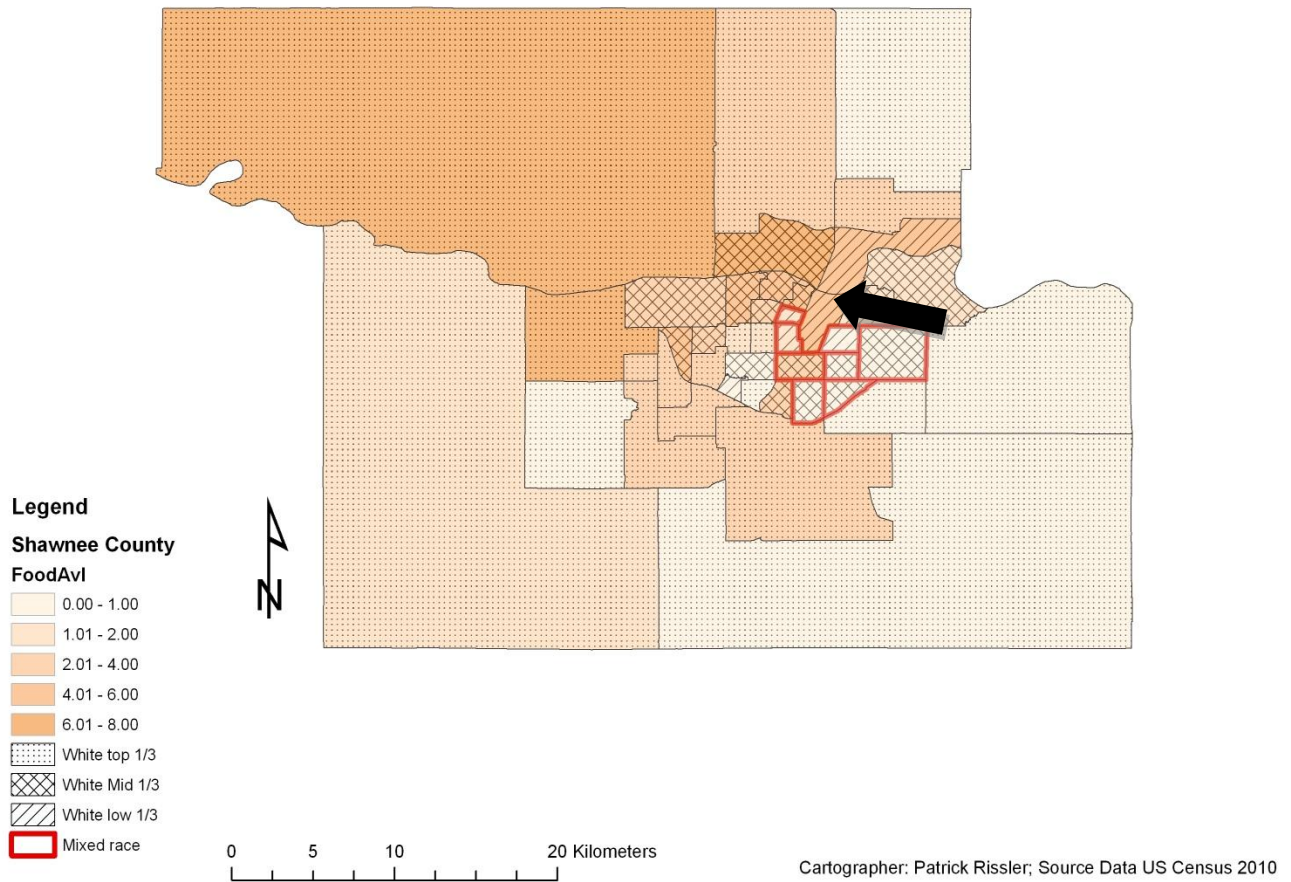 Legend
Shawnee County
FoodAvl
0.00 - 1.00
1.01 - 2.00
2.01 - 4.00
4.01 - 6.00
6.01 - 8.00
White top 1/3
White Mid 1/3
White low 1/3
Mixed race
N
0 5 10 20 Kilometers
Cartographer: Patrick Rissler; Source Data US Census 2010